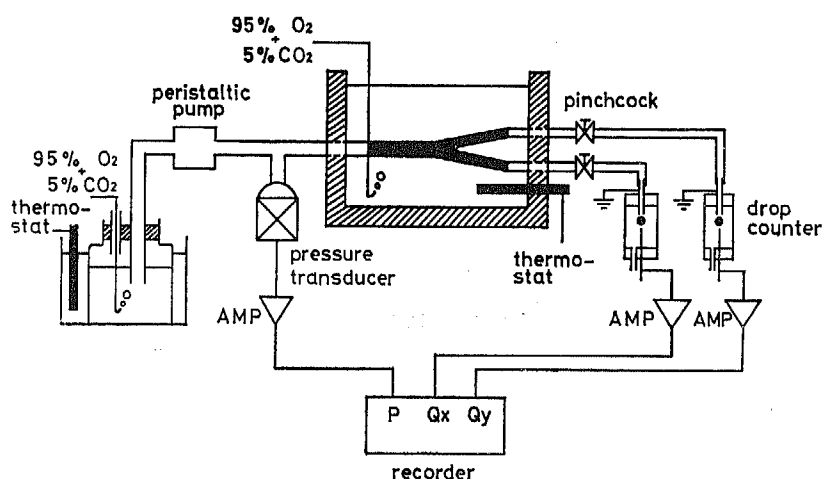 95% O2
+
5% CO2
peristaltic
pump
pinchcock
95% O2
+
5% CO2
thermo-
stat
drop
counter
pressure
transducer
thermo-
stat
AMP
AMP
AMP
P Qx Qy
recorder